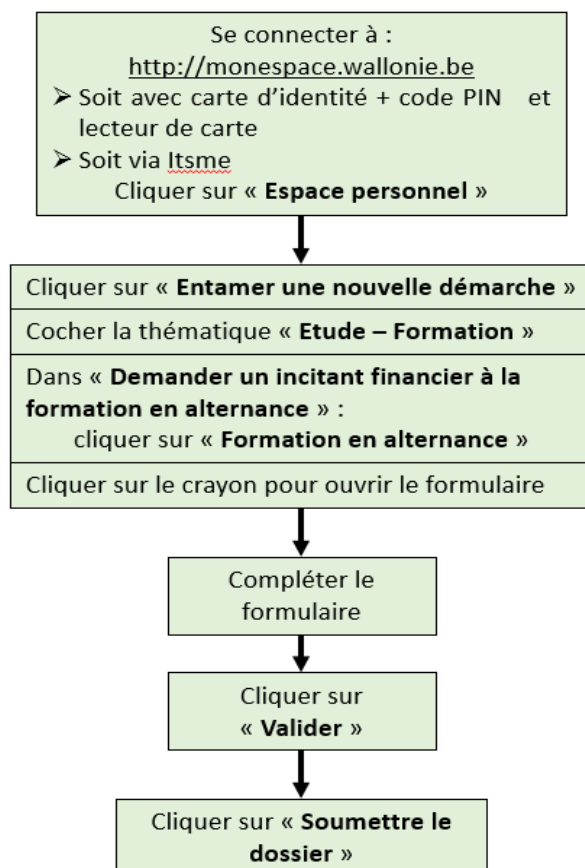 Se connecter à :
http://monespace.wallonie.be
➢ Soit avec carte d’identité + code PIN et
lecteur de carte
➢ Soit via Itsme
Cliquer sur « Espace personnel »
Cliquer sur « Entamer une nouvelle démarche »
Cocher la thématique « Etude – Formation »
Dans « Demander un incitant financier à la
formation en alternance » :
cliquer sur « Formation en alternance »
Cliquer sur le crayon pour ouvrir le formulaire
Compléter le
formulaire
Cliquer sur
« Valider »
Cliquer sur « Soumettre le
dossier »